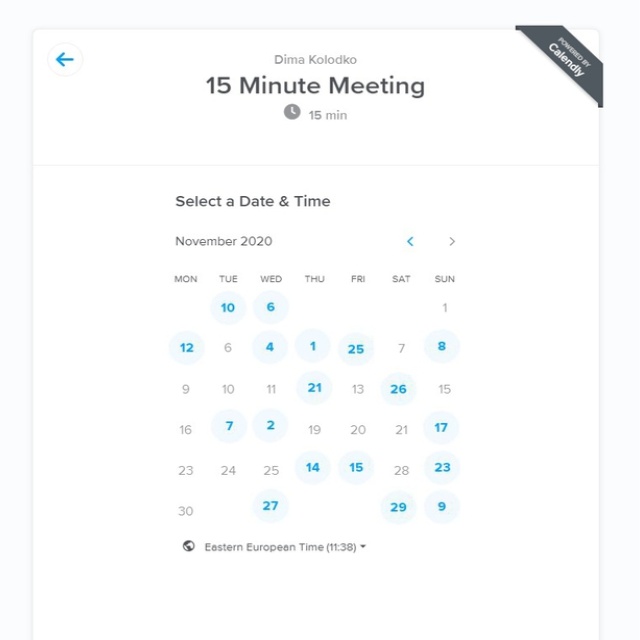 Dima Kolodko
POWERED BY
Calendly
15 Minute Meeting
15 min
Select a Date & Time
November 2020
MON TUE WED THU FRI SAT SUN
10 6 1
12 6 4 1 25 7 8
9 10 11 21 13 26 15
16 7 2 19 20 21 17
23 24 25 14 15 28 23
30 27 29 9
Eastern European Time (11:38)